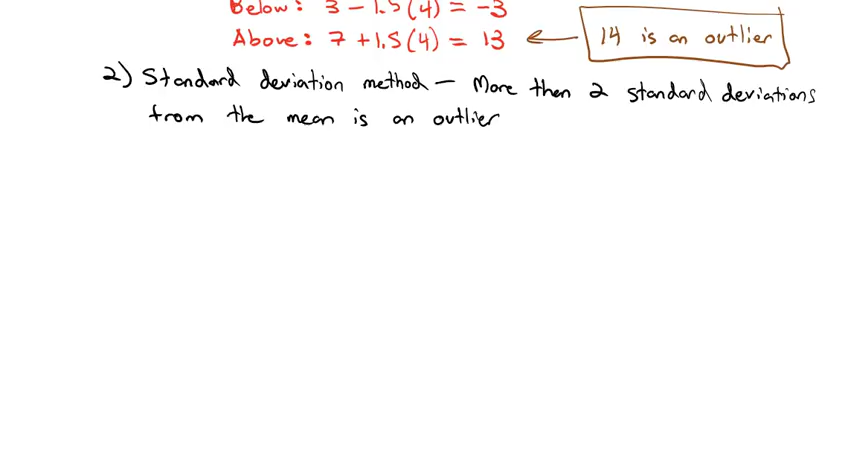 Below: 3 - 1.5(4) = -3
Above: 7 + 1.5(4) = 13 ← 14 is an outlier
2) Standard deviation method — More then 2 standard deviations
from the mean is an outlier